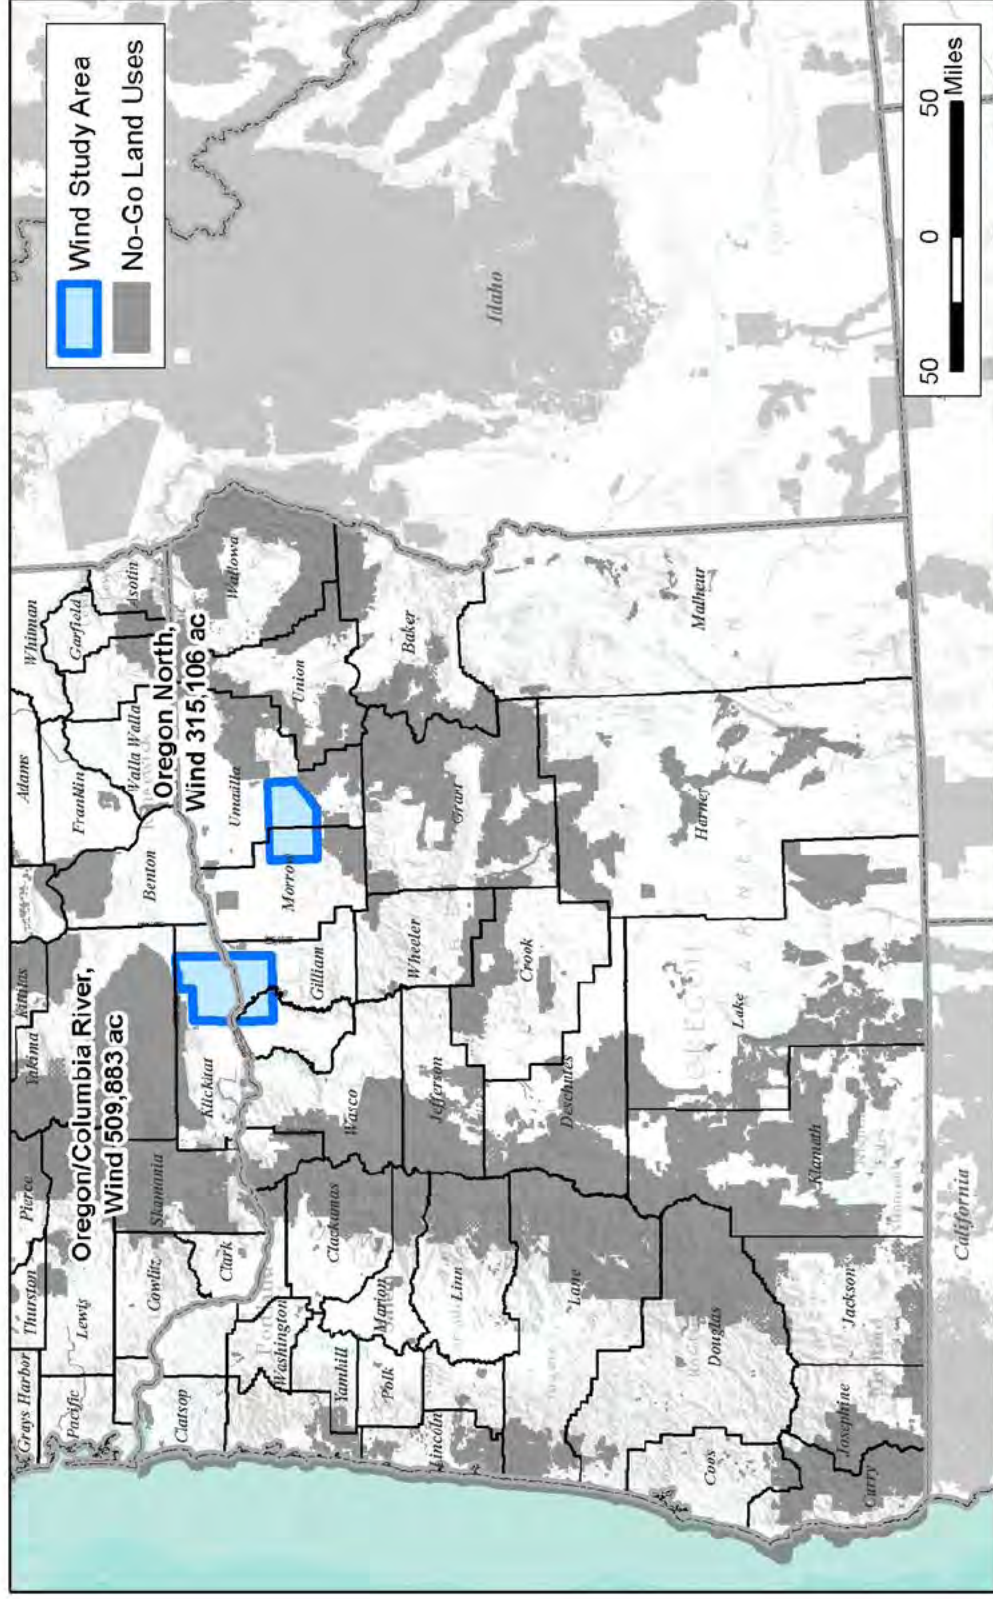 Wind Study Area
No-Go Land Uses
50
0
50
Miles
Oregon/Columbia River,
Wind 509,883 ac
Oregon North,
Wind 315,106 ac
Grays Harbor
Thurston
Pierce
Yakima
Kittitas
Adams
Whitman
Pacific
Lewis
Franklin
Garfield
Cowlitz
Skamania
Benton
Walla Walla
Asotin
Clatsop
Clark
Klickitat
Umatilla
Wallowa
Washington
Morrow
Union
Yamhill
Clackamas
Gilliam
Wasco
Polk
Marion
Wheeler
Baker
Lincoln
Linn
Jefferson
Grant
Idaho
Crook
Lane
Deschutes
Coos
Douglas
Lake
Harney
Malheur
Klamath
Josephine
Jackson
Curry
California